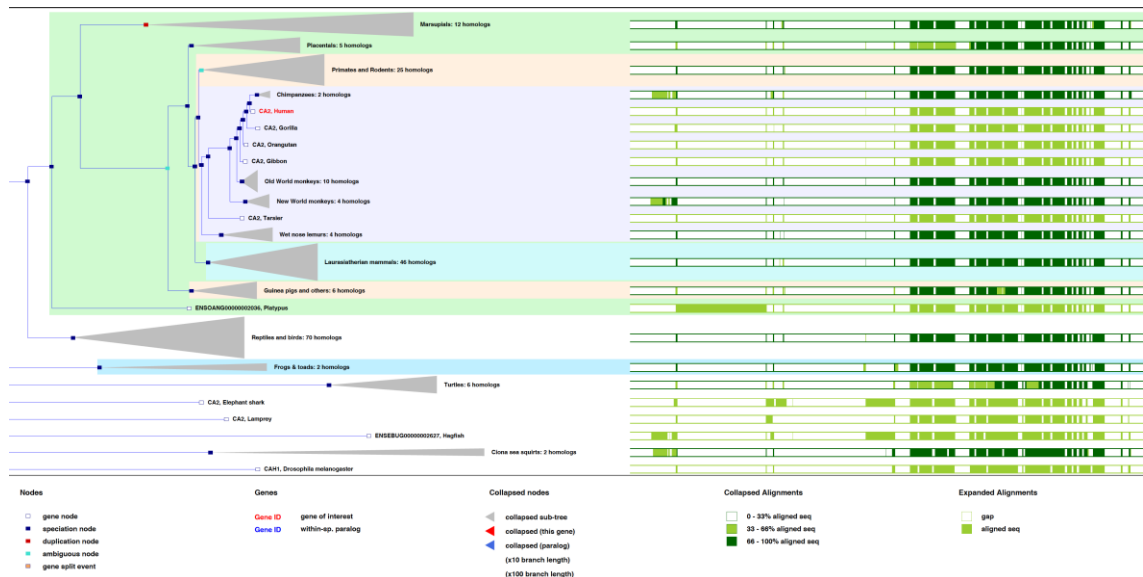 Marsupials: 12 homologs
Placentals: 5 homologs
Primates and Rodents: 25 homologs
Chimpanzees: 2 homologs
CA2, Human
CA2, Gorilla
CA2, Orangutan
CA2, Gibbon
Old World monkeys: 10 homologs
New World monkeys: 4 homologs
CA2, Tarsier
Wet nose lemurs: 4 homologs
Laurasiatherian mammals: 46 homologs
Guinea pigs and others: 6 homologs
ENSOANG00000002036, Platypus
Reptiles and birds: 70 homologs
Frogs & toads: 2 homologs
Turtles: 6 homologs
CA2, Elephant shark
CA2, Lamprey
ENSEBUG00000002627, Hagfish
Ciona sea squirts: 2 homologs
CAH1, Drosophila melanogaster
Nodes
gene node
speciation node
duplication node
ambiguous node
gene split event
Genes
Gene ID gene of interest
Gene ID within-sp. paralog
Collapsed nodes
collapsed sub-tree
collapsed (this gene)
collapsed (paralog)
(x10 branch length)
(x100 branch length)
Collapsed Alignments
0 - 33% aligned seq
33 - 66% aligned seq
66 - 100% aligned seq
Expanded Alignments
gap
aligned seq